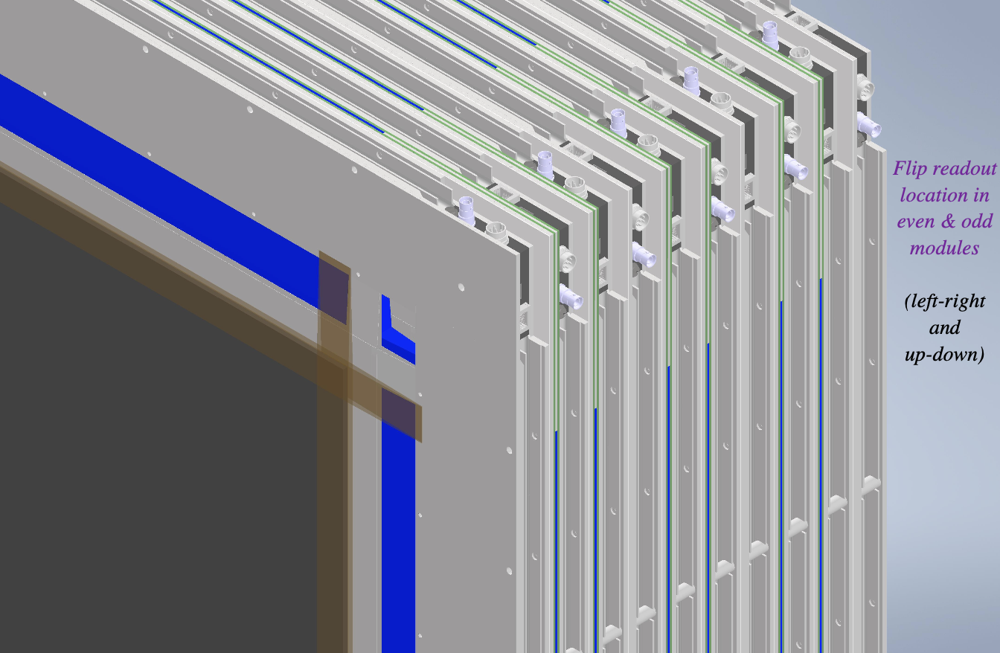 Flip readout
location in
even & odd
modules
(left-right
and
up-down)